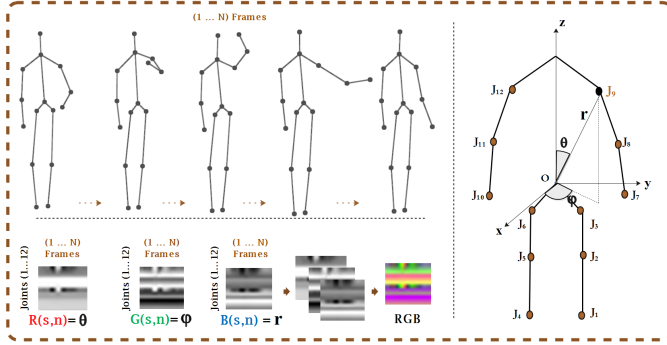 (1 ... N) Frames
(1 ... N)
Frames
Joints (1...12)
R(s,n)= θ
(1 ... N)
Frames
Joints (1...12)
G(s,n)= φ
(1 ... N)
Frames
Joints (1...12)
B(s,n) = r
RGB
z
J12
J9
r
J11
θ
J8
O
y
J10
φ
J7
x
J6
J3
J5
J2
J4
J1